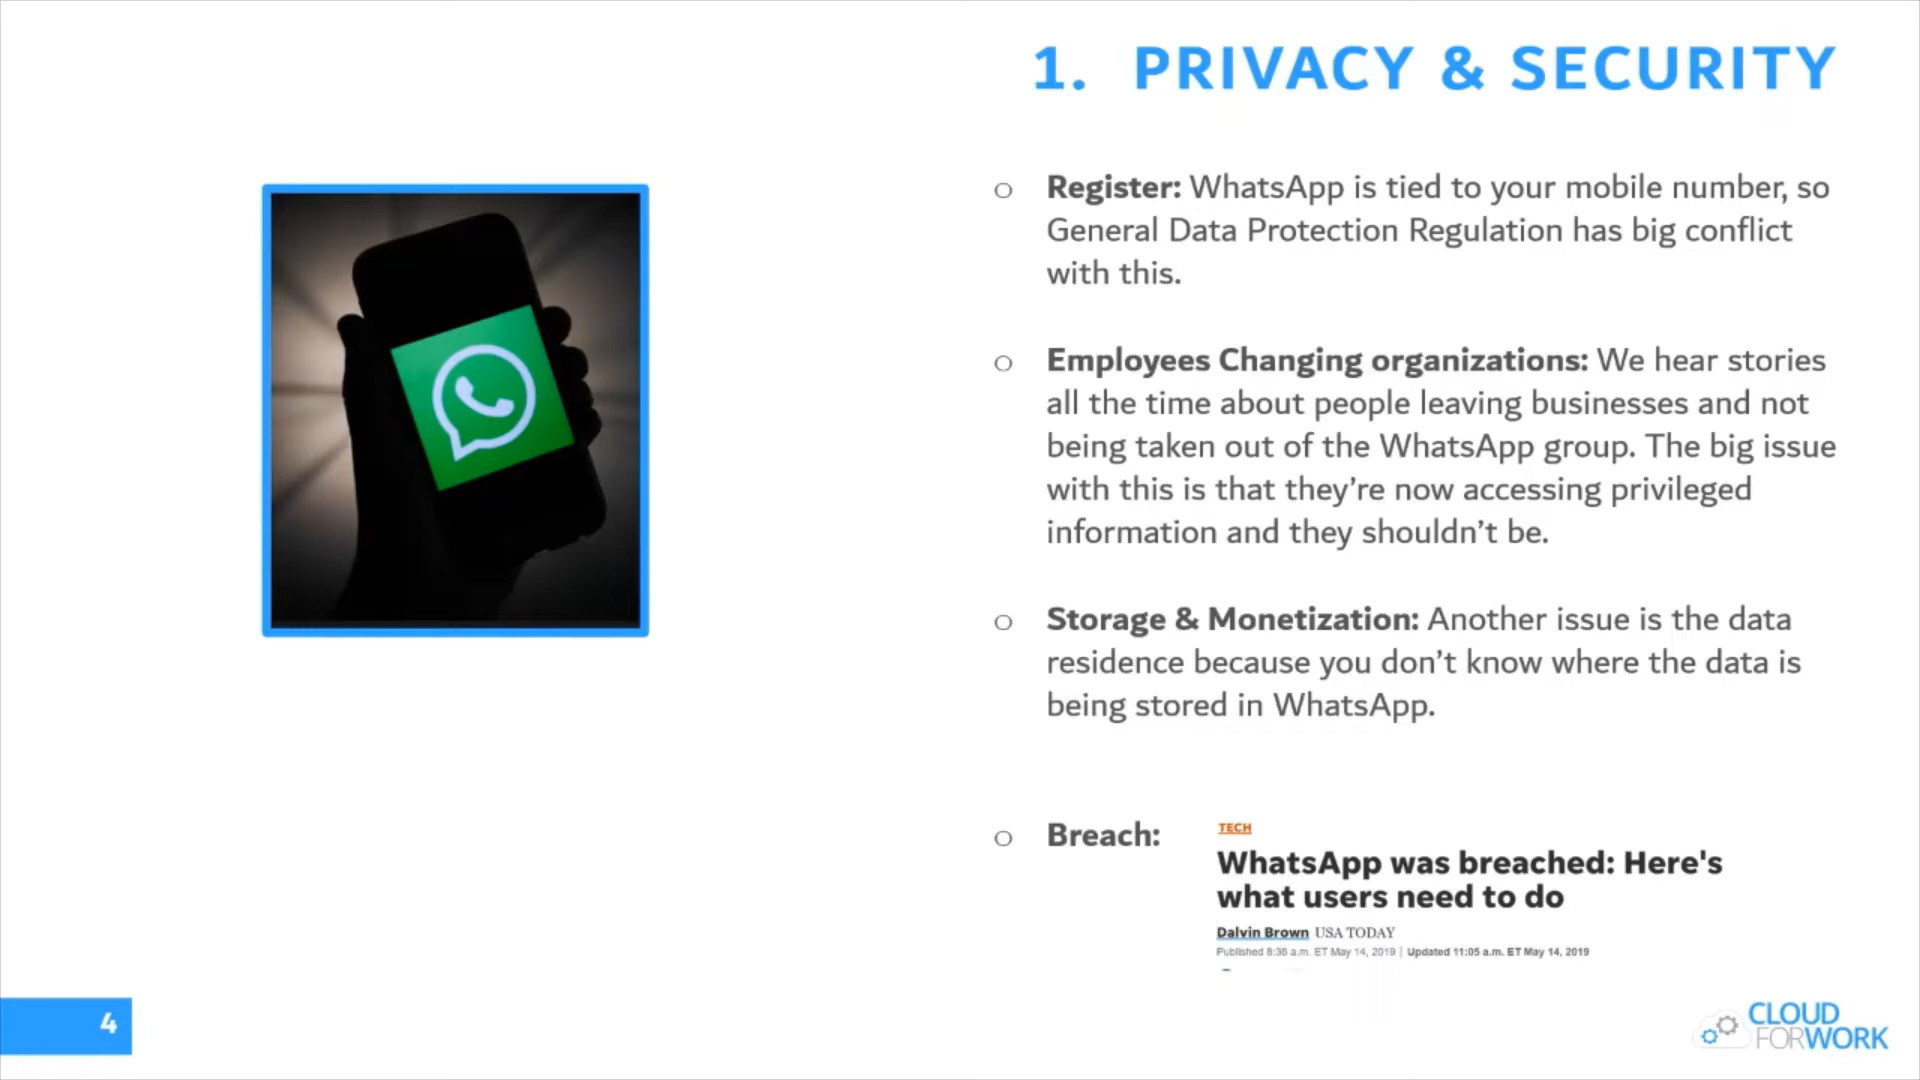 1. PRIVACY & SECURITY
○ Register: WhatsApp is tied to your mobile number, so
General Data Protection Regulation has big conflict
with this.
○ Employees Changing organizations: We hear stories
all the time about people leaving businesses and not
being taken out of the WhatsApp group. The big issue
with this is that they’re now accessing privileged
information and they shouldn’t be.
○ Storage & Monetization: Another issue is the data
residence because you don’t know where the data is
being stored in WhatsApp.
○ Breach:
TECH
WhatsApp was breached: Here's
what users need to do
Dalvin Brown USA TODAY
Published 8:36 a.m. ET May 14, 2019 | Updated 11:05 a.m. ET May 14, 2019
4
CLOUD
FORWORK